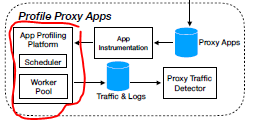 Profile Proxy Apps
App Profiling
Platform
Scheduler
Worker
Pool
App
Instrumentation
Proxy Apps
Traffic & Logs
Proxy Traffic
Detector